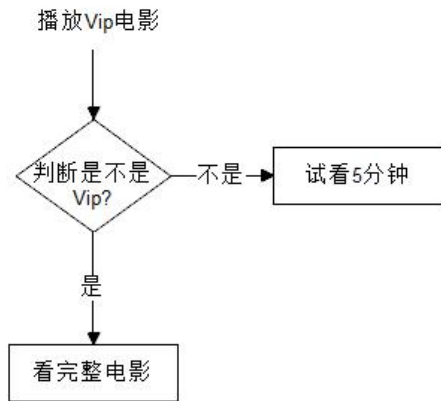 播放Vip电影
判断是不是
Vip?
不是
试看5分钟
是
看完整电影